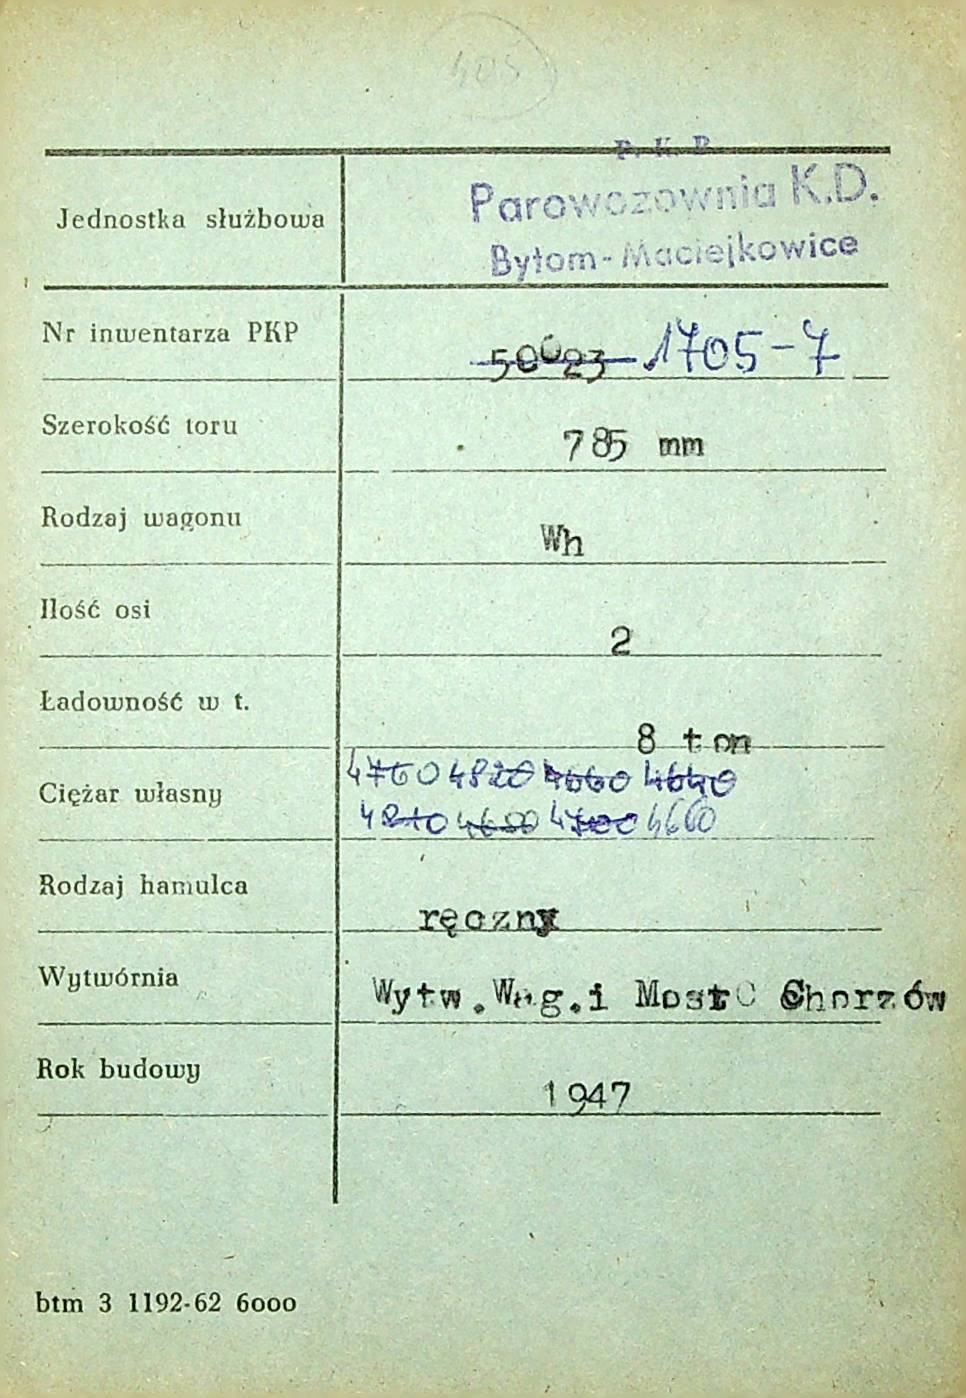 405
P. K. P.
Jednostka służbowa Parowozownia K.D.
Bytom-Maciejkowice
Nr inwentarza PKP 50023 1705-7
Szerokość toru 785 mm
Rodzaj wagonu Wh
Ilość osi 2
Ładowność w t. 8 ton
4760 4820 4660 4640
Ciężar własny
4810 4600 4700 4660
Rodzaj hamulca ręczny
Wytwórnia Wytw.Wag.i Most Chorzów
Rok budowy 1947
btm 3 1192-62 6000